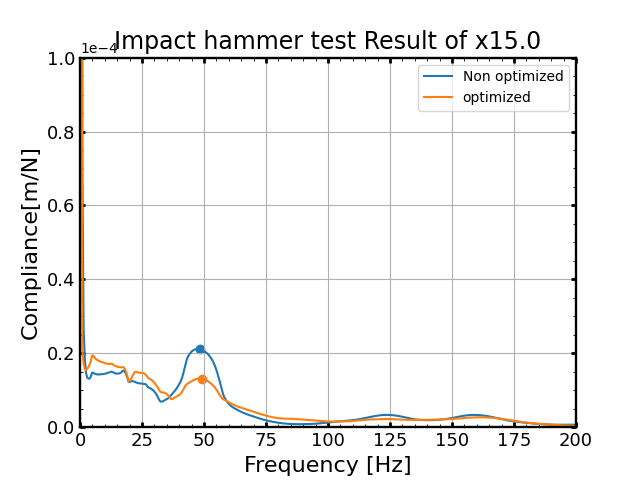 Impact hammer test Result of x15.0
1e−4
Non optimized
optimized
1.0
0.8
0.6
0.4
0.2
0.0
Compliance[m/N]
0 25 50 75 100 125 150 175 200
Frequency [Hz]